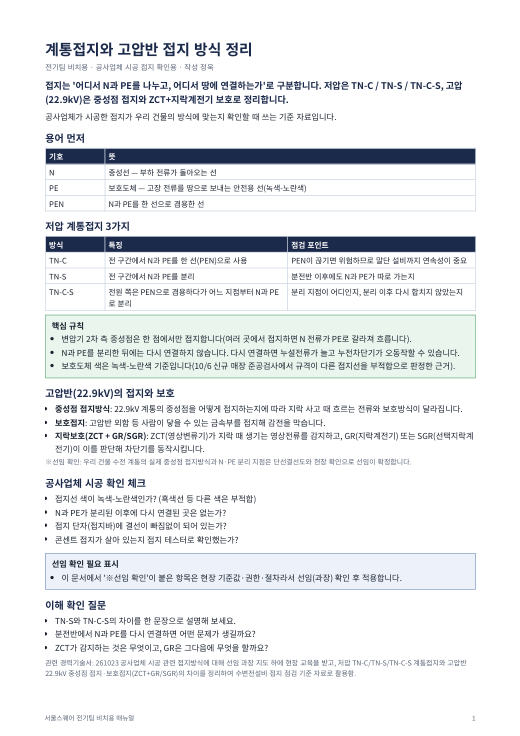 계통접지와 고압반 접지 방식 정리
전기팀 비치용 · 공사업체 시공 접지 확인용 · 작성 정욱
접지는 '어디서 N과 PE를 나누고, 어디서 땅에 연결하는가'로 구분합니다. 저압은 TN-C / TN-S / TN-C-S, 고압
(22.9kV)은 중성점 접지와 ZCT+지락계전기 보호로 정리합니다.
공사업체가 시공한 접지가 우리 건물의 방식에 맞는지 확인할 때 쓰는 기준 자료입니다.
용어 먼저
기호 뜻
N 중성선 — 부하 전류가 돌아오는 선
PE 보호도체 — 고장 전류를 땅으로 보내는 안전용 선(녹색-노란색)
PEN N과 PE를 한 선으로 겸용한 선
저압 계통접지 3가지
방식 특징 점검 포인트
TN-C 전 구간에서 N과 PE를 한 선(PEN)으로 사용 PEN이 끊기면 위험하므로 말단 설비까지 연속성이 중요
TN-S 전 구간에서 N과 PE를 분리 분전반 이후에도 N과 PE가 따로 가는지
TN-C-S 전원 쪽은 PEN으로 겸용하다가 어느 지점부터 N과 PE 분리 지점이 어디인지, 분리 이후 다시 합치지 않았는지
로 분리
핵심 규칙
• 변압기 2차 측 중성점은 한 점에서만 접지합니다(여러 곳에서 접지하면 N 전류가 PE로 갈라져 흐릅니다).
• N과 PE를 분리한 뒤에는 다시 연결하지 않습니다. 다시 연결하면 누설전류가 늘고 누전차단기가 오동작할 수 있습니다.
• 보호도체 색은 녹색-노란색 기준입니다(10/6 신규 매장 준공검사에서 규격이 다른 접지선을 부적합으로 판정한 근거).
고압반(22.9kV)의 접지와 보호
• 중성점 접지방식: 22.9kV 계통의 중성점을 어떻게 접지하는지에 따라 지락 사고 때 흐르는 전류와 보호방식이 달라집니다.
• 보호접지: 고압반 외함 등 사람이 닿을 수 있는 금속부를 접지해 감전을 막습니다.
• 지락보호(ZCT + GR/SGR): ZCT(영상변류기)가 지락 때 생기는 영상전류를 감지하고, GR(지락계전기) 또는 SGR(선택지락계
전기)이 이를 판단해 차단기를 동작시킵니다.
※선임 확인: 우리 건물 수전 계통의 실제 중성점 접지방식과 N·PE 분리 지점은 단선결선도와 현장 확인으로 선임이 확정합니다.
공사업체 시공 확인 체크
• 접지선 색이 녹색-노란색인가? (흑색선 등 다른 색은 부적합)
• N과 PE가 분리된 이후에 다시 연결된 곳은 없는가?
• 접지 단자(접지바)에 결선이 빠짐없이 되어 있는가?
• 콘센트 접지가 살아 있는지 접지 테스터로 확인했는가?
선임 확인 필요 표시
• 이 문서에서 '※선임 확인'이 붙은 항목은 현장 기준값·권한·절차라서 선임(과장) 확인 후 적용합니다.
이해 확인 질문
• TN-S와 TN-C-S의 차이를 한 문장으로 설명해 보세요.
• 분전반에서 N과 PE를 다시 연결하면 어떤 문제가 생길까요?
• ZCT가 감지하는 것은 무엇이고, GR은 그다음에 무엇을 할까요?
관련 경력기술서: 261023 공사업체 시공 관련 접지방식에 대해 선임 과장 지도 하에 현장 교육을 받고, 저압 TN-C/TN-S/TN-C-S 계통접지와 고압반
22.9kV 중성점 접지·보호접지(ZCT+GR/SGR)의 차이를 정리하여 수변전설비 접지 점검 기준 자료로 활용함.
서울스퀘어 전기팀 비치용 매뉴얼 1